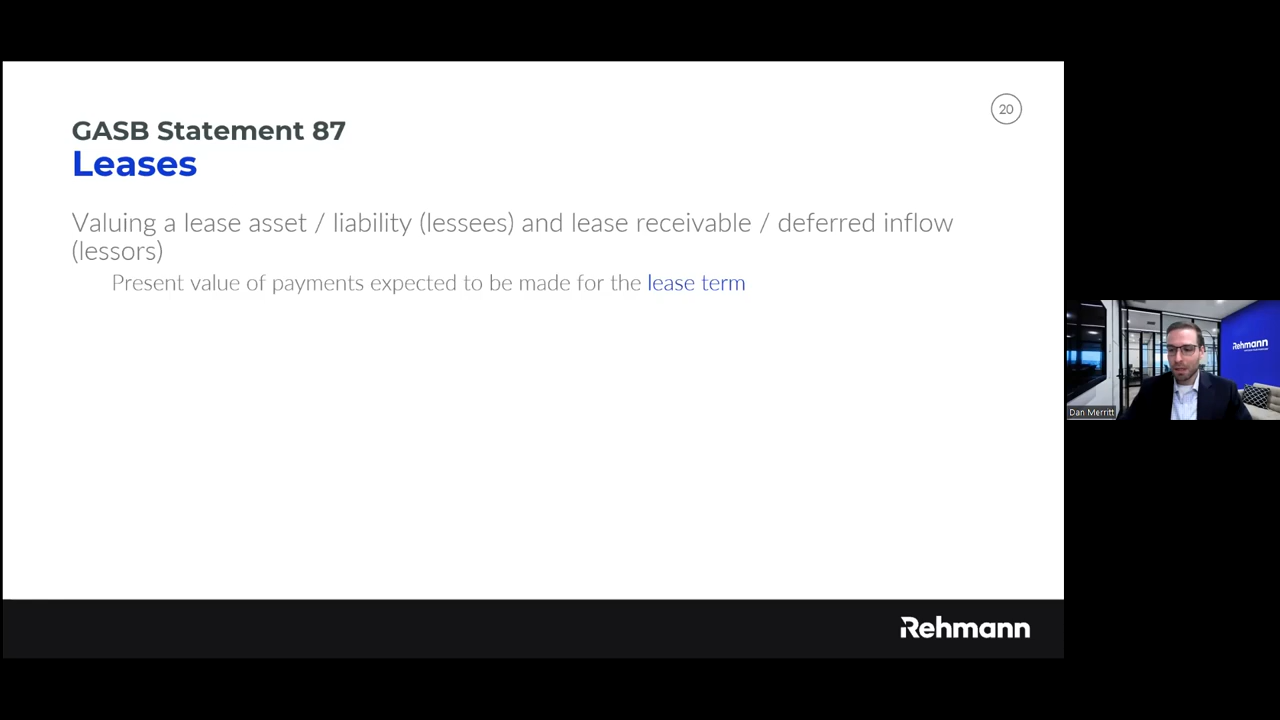 20
GASB Statement 87
Leases
Valuing a lease asset / liability (lessees) and lease receivable / deferred inflow
(lessors)
Present value of payments expected to be made for the lease term
Rehmann
Dan Merritt
Rehmann